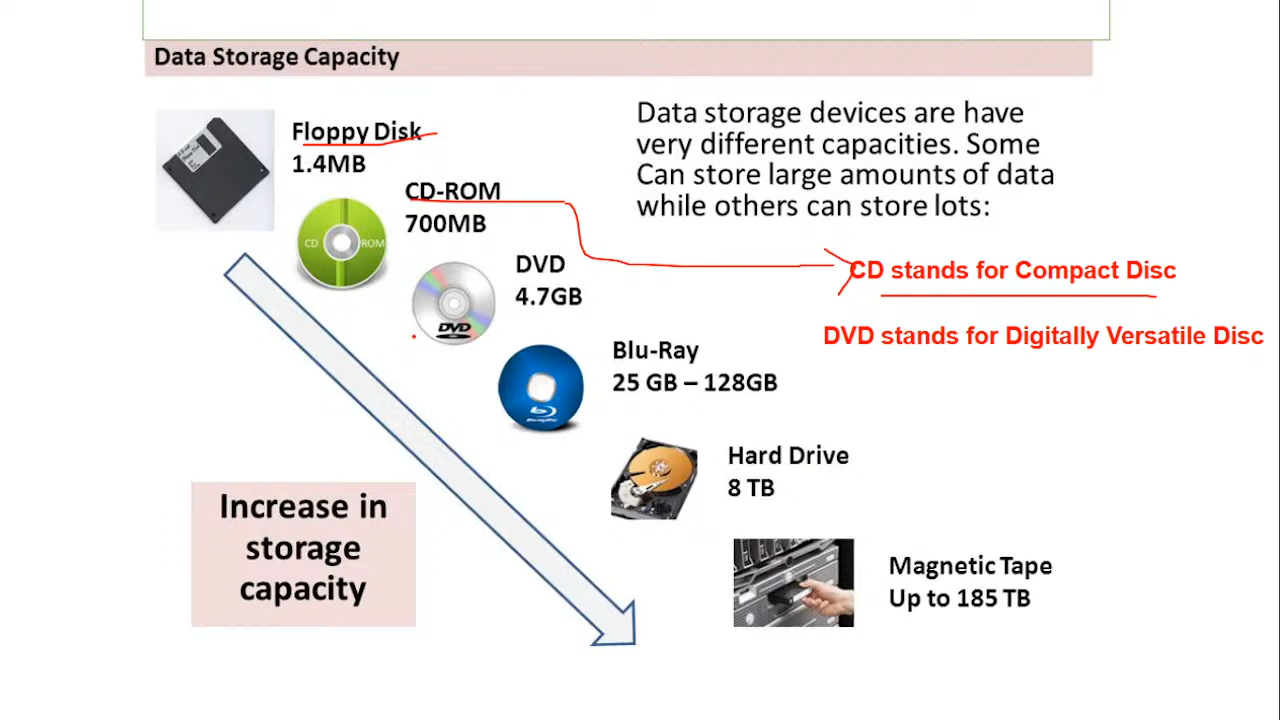 Data Storage Capacity
Floppy Disk
1.4MB
CD-ROM
700MB
CD ROM
DVD
4.7GB
DVD
Blu-Ray
25 GB – 128GB
Hard Drive
8 TB
Magnetic Tape
Up to 185 TB
Increase in
storage
capacity
Data storage devices are have
very different capacities. Some
Can store large amounts of data
while others can store lots:
CD stands for Compact Disc
DVD stands for Digitally Versatile Disc